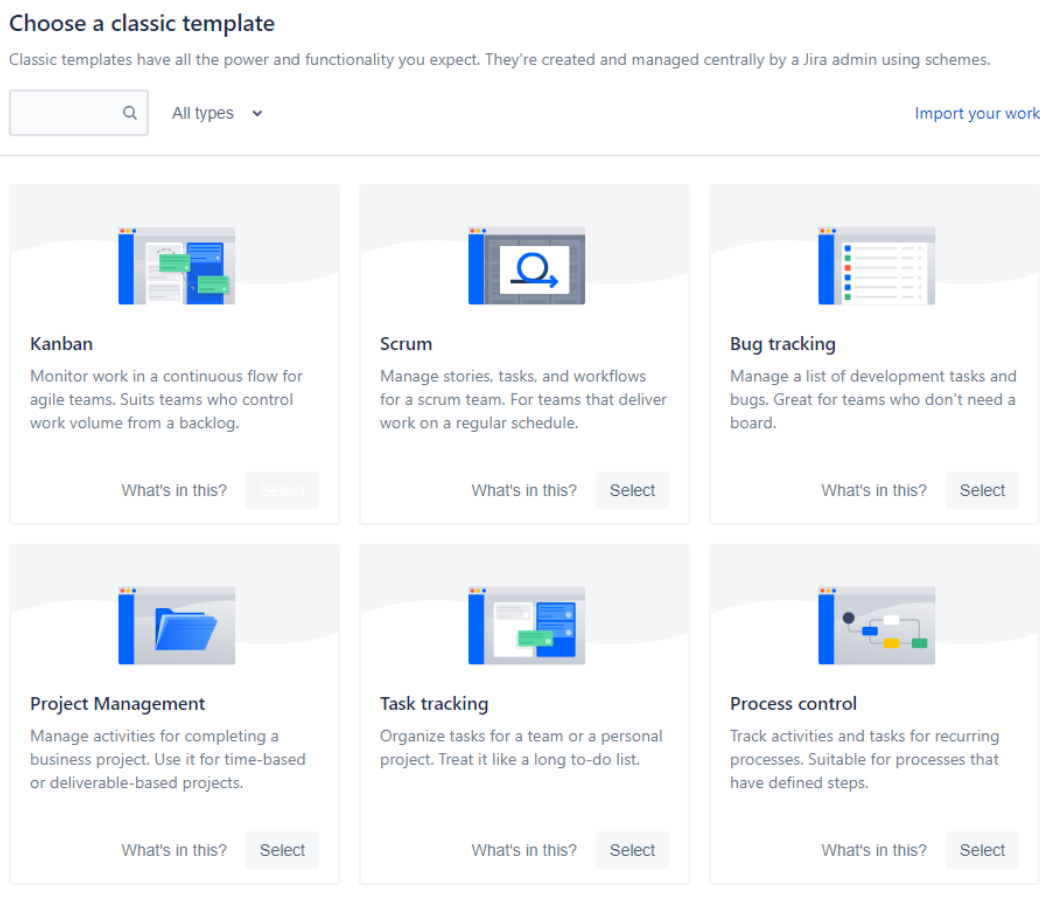 Choose a classic template
Classic templates have all the power and functionality you expect. They're created and managed centrally by a Jira admin using schemes.
All types
Import your work
Kanban
Monitor work in a continuous flow for
agile teams. Suits teams who control
work volume from a backlog.
What's in this?
Select
Scrum
Manage stories, tasks, and workflows
for a scrum team. For teams that deliver
work on a regular schedule.
What's in this?
Select
Bug tracking
Manage a list of development tasks and
bugs. Great for teams who don't need a
board.
What's in this?
Select
Project Management
Manage activities for completing a
business project. Use it for time-based
or deliverable-based projects.
What's in this?
Select
Task tracking
Organize tasks for a team or a personal
project. Treat it like a long to-do list.
What's in this?
Select
Process control
Track activities and tasks for recurring
processes. Suitable for processes that
have defined steps.
What's in this?
Select